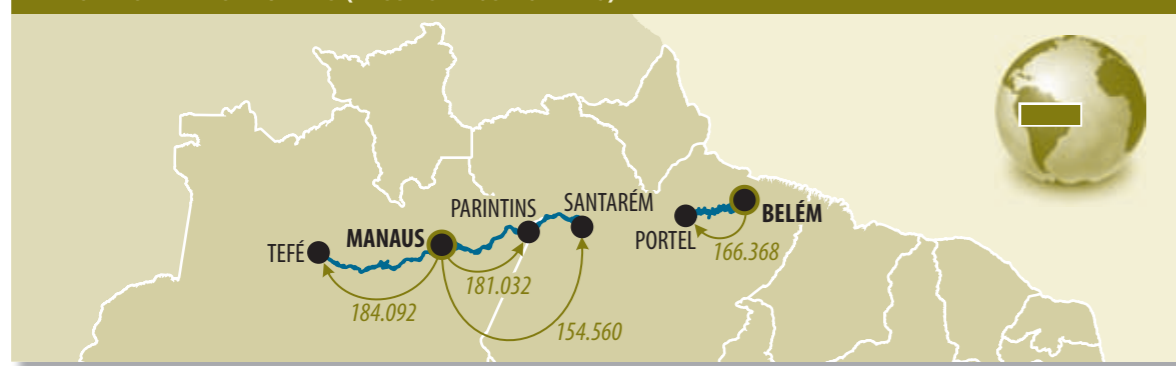 PARINTINS
SANTARÉM
TEFÉ
MANAUS
PORTEL
BELÉM
184.092
181.032
154.560
166.368